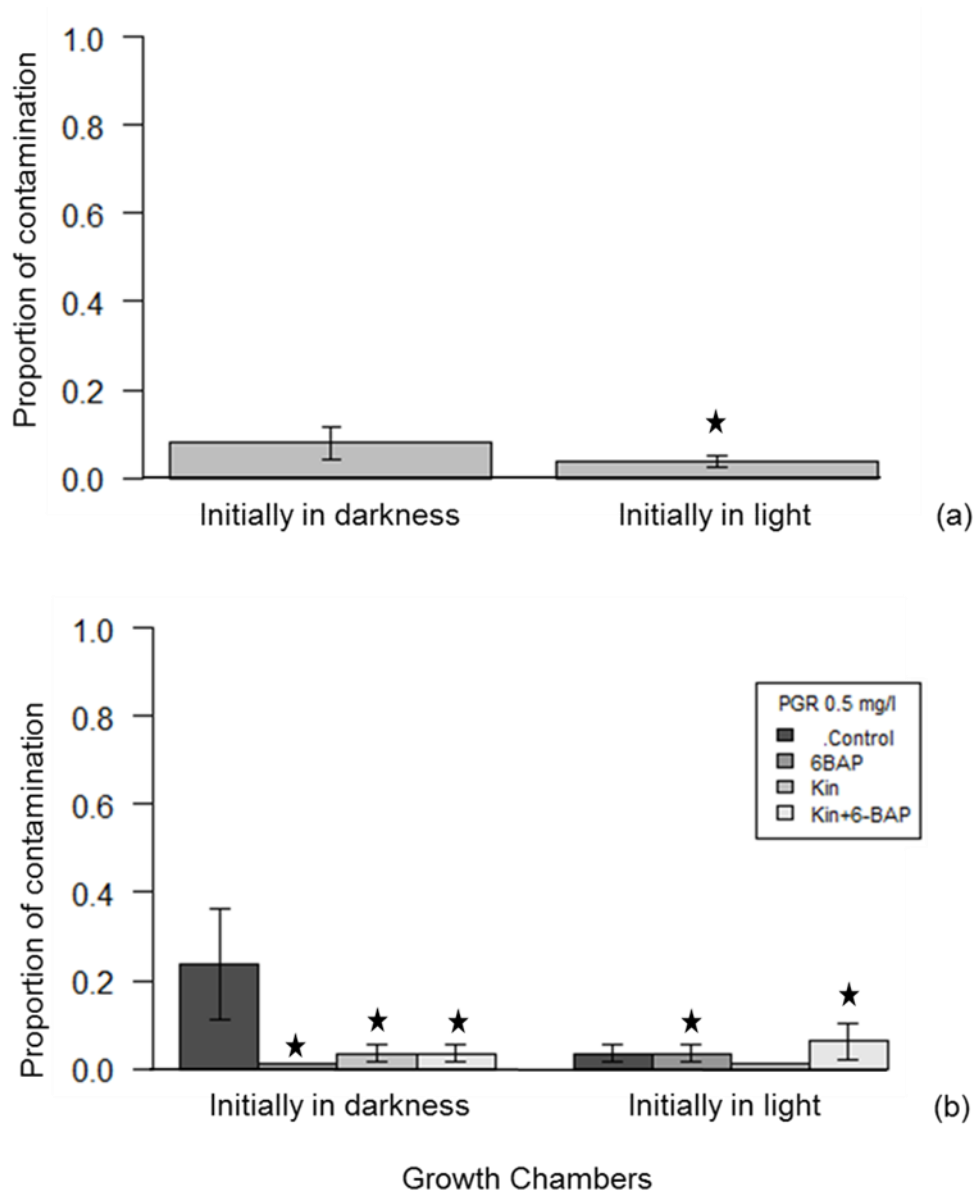 Proportion of contamination
1.0
0.8
0.6
0.4
0.2
0.0
Initially in darkness
Initially in light
(a)
Proportion of contamination
1.0
0.8
0.6
0.4
0.2
0.0
PGR 0.5 mg/l
.Control
6BAP
Kin
Kin+6-BAP
Initially in darkness
Initially in light
(b)
Growth Chambers